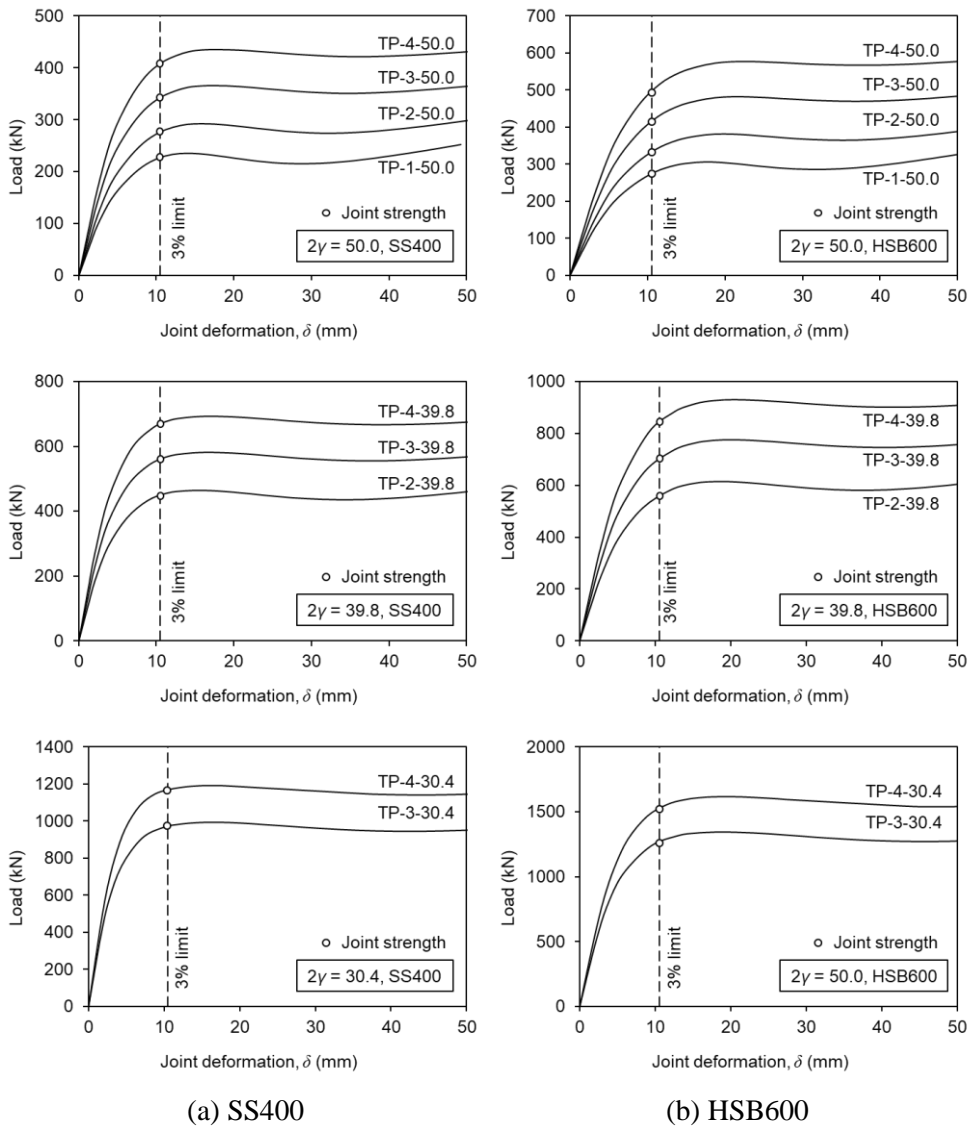 500
400
300
200
100
0
Load (kN)
TP-4-50.0
TP-3-50.0
TP-2-50.0
TP-1-50.0
Joint strength
3% limit
2γ = 50.0, SS400
0 10 20 30 40 50
Joint deformation, δ (mm)
700
600
500
400
300
200
100
0
Load (kN)
TP-4-50.0
TP-3-50.0
TP-2-50.0
TP-1-50.0
Joint strength
3% limit
2γ = 50.0, HSB600
0 10 20 30 40 50
Joint deformation, δ (mm)
800
600
400
200
0
Load (kN)
TP-4-39.8
TP-3-39.8
TP-2-39.8
Joint strength
3% limit
2γ = 39.8, SS400
0 10 20 30 40 50
Joint deformation, δ (mm)
1000
800
600
400
200
0
Load (kN)
TP-4-39.8
TP-3-39.8
TP-2-39.8
Joint strength
3% limit
2γ = 39.8, HSB600
0 10 20 30 40 50
Joint deformation, δ (mm)
1400
1200
1000
800
600
400
200
0
Load (kN)
TP-4-30.4
TP-3-30.4
Joint strength
3% limit
2γ = 30.4, SS400
0 10 20 30 40 50
Joint deformation, δ (mm)
2000
1500
1000
500
0
Load (kN)
TP-4-30.4
TP-3-30.4
Joint strength
3% limit
2γ = 50.0, HSB600
0 10 20 30 40 50
Joint deformation, δ (mm)
(a) SS400
(b) HSB600